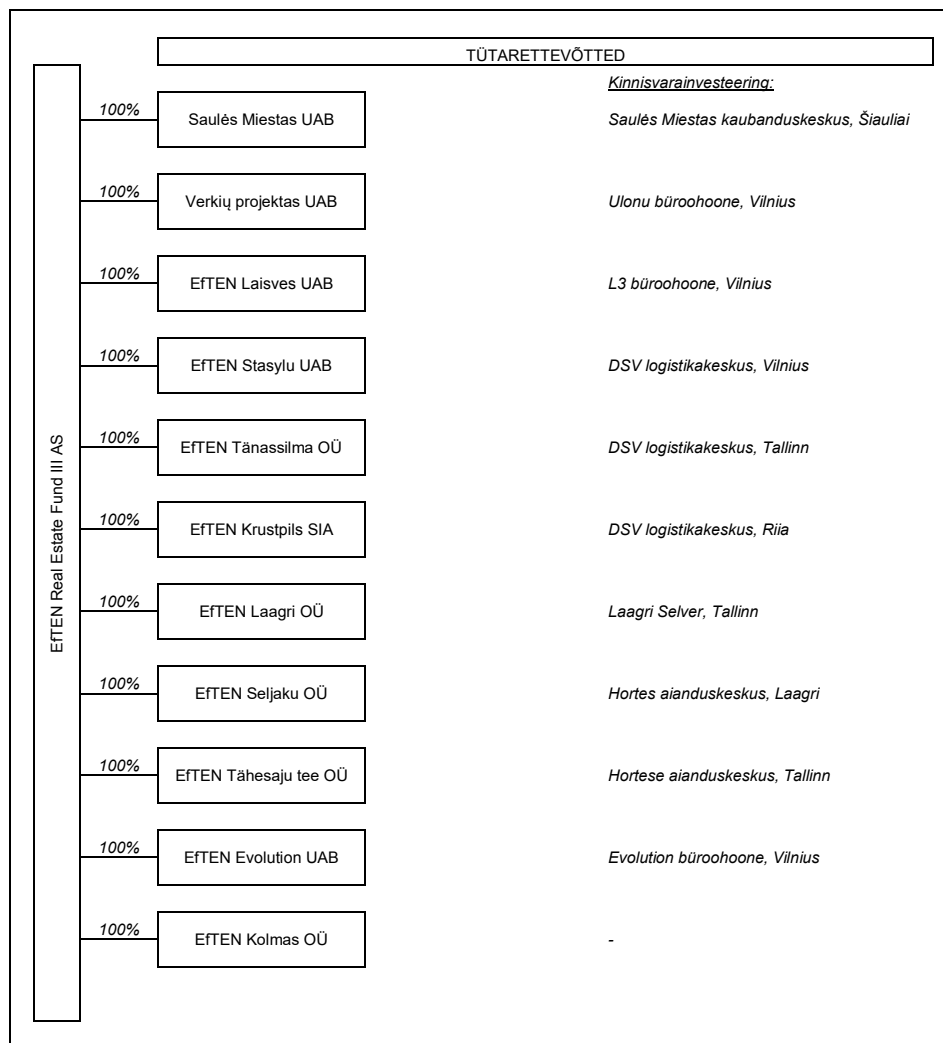 TÜTARETTEVÕTTED
EfTEN Real Estate Fund III AS
Kinnisvarainvesteering:
100%
Saulės Miestas UAB
Saulės Miestas kaubanduskeskus, Šiauliai
100%
Verkių projektas UAB
Ulonu büroohoone, Vilnius
100%
EfTEN Laisves UAB
L3 büroohoone, Vilnius
100%
EfTEN Stasylu UAB
DSV logistikakeskus, Vilnius
100%
EfTEN Tänassilma OÜ
DSV logistikakeskus, Tallinn
100%
EfTEN Krustpils SIA
DSV logistikakeskus, Riia
100%
EfTEN Laagri OÜ
Laagri Selver, Tallinn
100%
EfTEN Seljaku OÜ
Hortes aianduskeskus, Laagri
100%
EfTEN Tähesaju tee OÜ
Hortese aianduskeskus, Tallinn
100%
EfTEN Evolution UAB
Evolution büroohoone, Vilnius
100%
EfTEN Kolmas OÜ
-